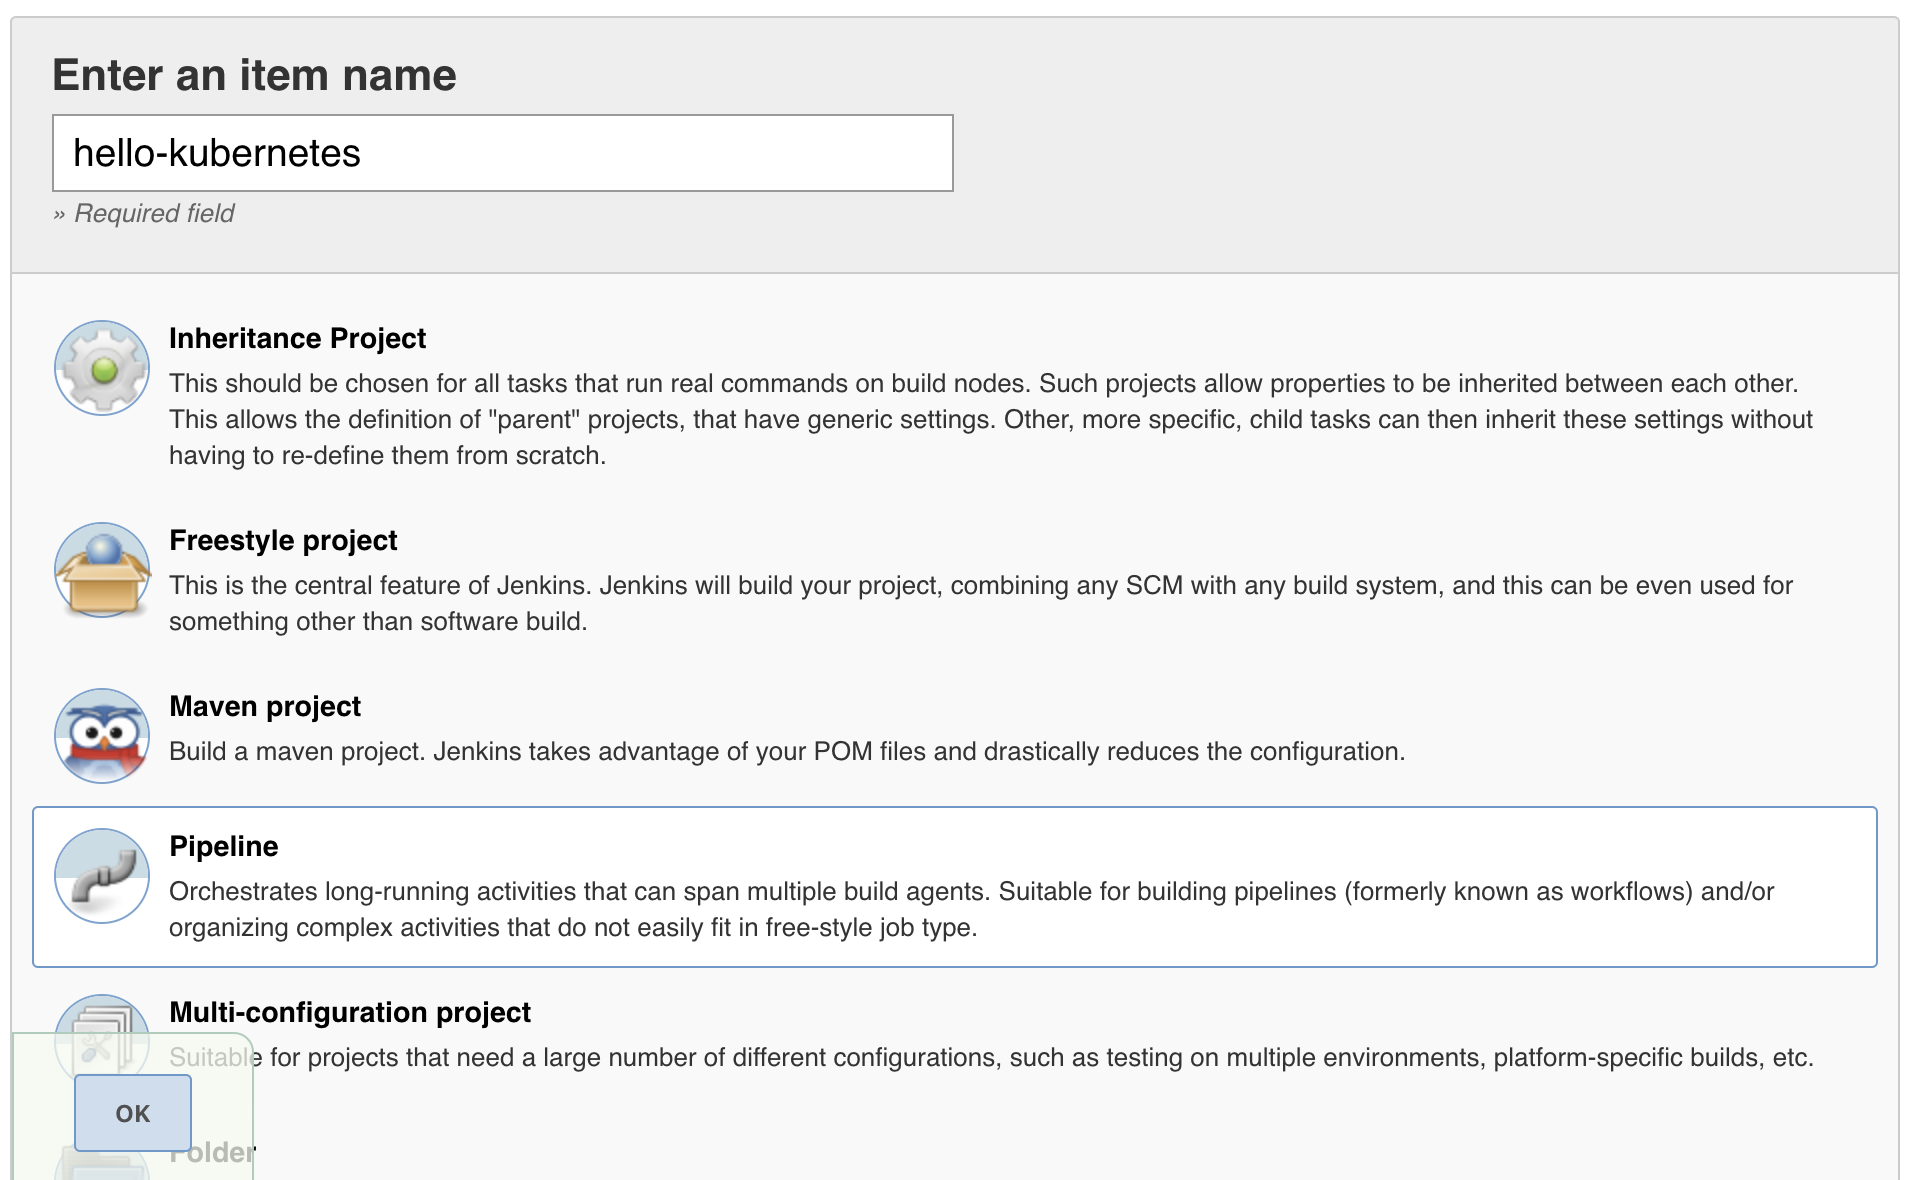 Enter an item name
hello-kubernetes
» Required field
Inheritance Project
This should be chosen for all tasks that run real commands on build nodes. Such projects allow properties to be inherited between each other.
This allows the definition of "parent" projects, that have generic settings. Other, more specific, child tasks can then inherit these settings without
having to re-define them from scratch.
Freestyle project
This is the central feature of Jenkins. Jenkins will build your project, combining any SCM with any build system, and this can be even used for
something other than software build.
Maven project
Build a maven project. Jenkins takes advantage of your POM files and drastically reduces the configuration.
Pipeline
Orchestrates long-running activities that can span multiple build agents. Suitable for building pipelines (formerly known as workflows) and/or
organizing complex activities that do not easily fit in free-style job type.
Multi-configuration project
Suitable for projects that need a large number of different configurations, such as testing on multiple environments, platform-specific builds, etc.
OK
Folder